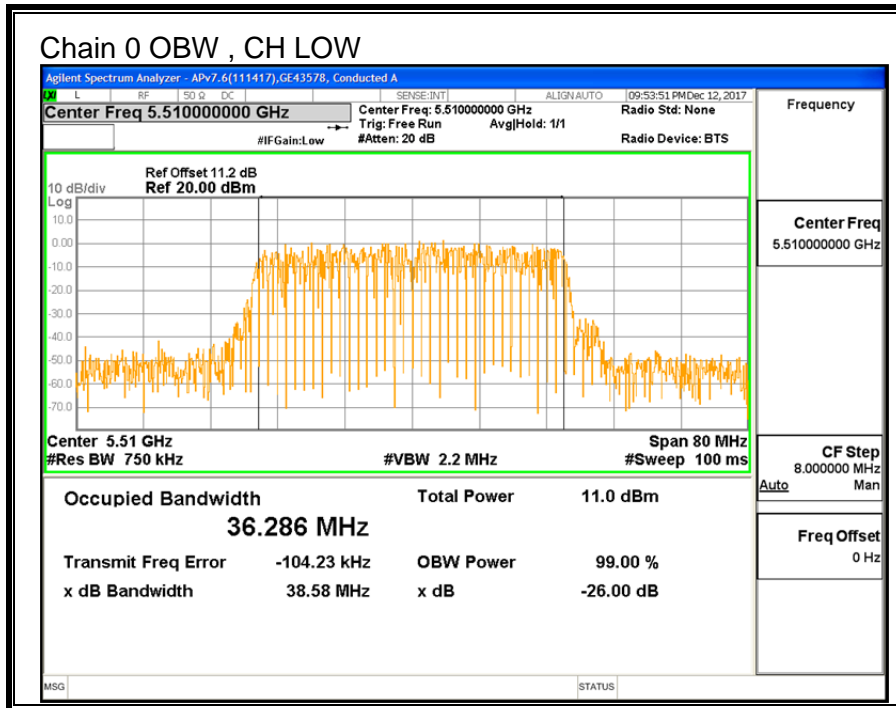 Chain 0 OBW , CH LOW
Agilent Spectrum Analyzer - APv7.6(111417),GE43578, Conducted A
LXI L RF 50 Ω DC SENSE:INT ALIGNAUTO 09:53:51 PM Dec 12, 2017
Center Freq 5.510000000 GHz
Center Freq: 5.510000000 GHz
Radio Std: None
Trig: Free Run Avg|Hold: 1/1
#IFGain:Low
#Atten: 20 dB
Radio Device: BTS
Ref Offset 11.2 dB
10 dB/div Ref 20.00 dBm
Log
10.0
0.00
-10.0
-20.0
-30.0
-40.0
-50.0
-60.0
-70.0
Center 5.51 GHz Span 80 MHz
#Res BW 750 kHz #VBW 2.2 MHz #Sweep 100 ms
Occupied Bandwidth Total Power 11.0 dBm
36.286 MHz
Transmit Freq Error -104.23 kHz OBW Power 99.00 %
x dB Bandwidth 38.58 MHz x dB -26.00 dB
MSG STATUS
Frequency
Center Freq
5.510000000 GHz
CF Step
8.000000 MHz
Auto Man
Freq Offset
0 Hz